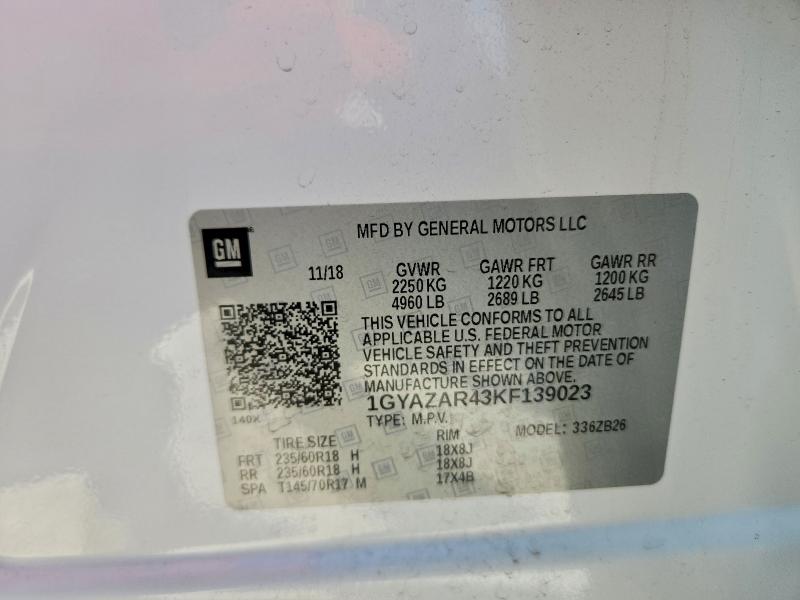 GM
MFD BY GENERAL MOTORS LLC
11/18
GVWR GAWR FRT GAWR RR
2250 KG 1220 KG 1200 KG
4960 LB 2689 LB 2645 LB
THIS VEHICLE CONFORMS TO ALL
APPLICABLE U.S. FEDERAL MOTOR
VEHICLE SAFETY AND THEFT PREVENTION
STANDARDS IN EFFECT ON THE DATE OF
MANUFACTURE SHOWN ABOVE.
1GYAZAR43KF139023
140X
TYPE: M.P.V. MODEL: 336ZB26
TIRE SIZE RIM
FRT 235/60R18 H 18X8J
RR 235/60R18 H 18X8J
SPA T145/70R17 M 17X4B